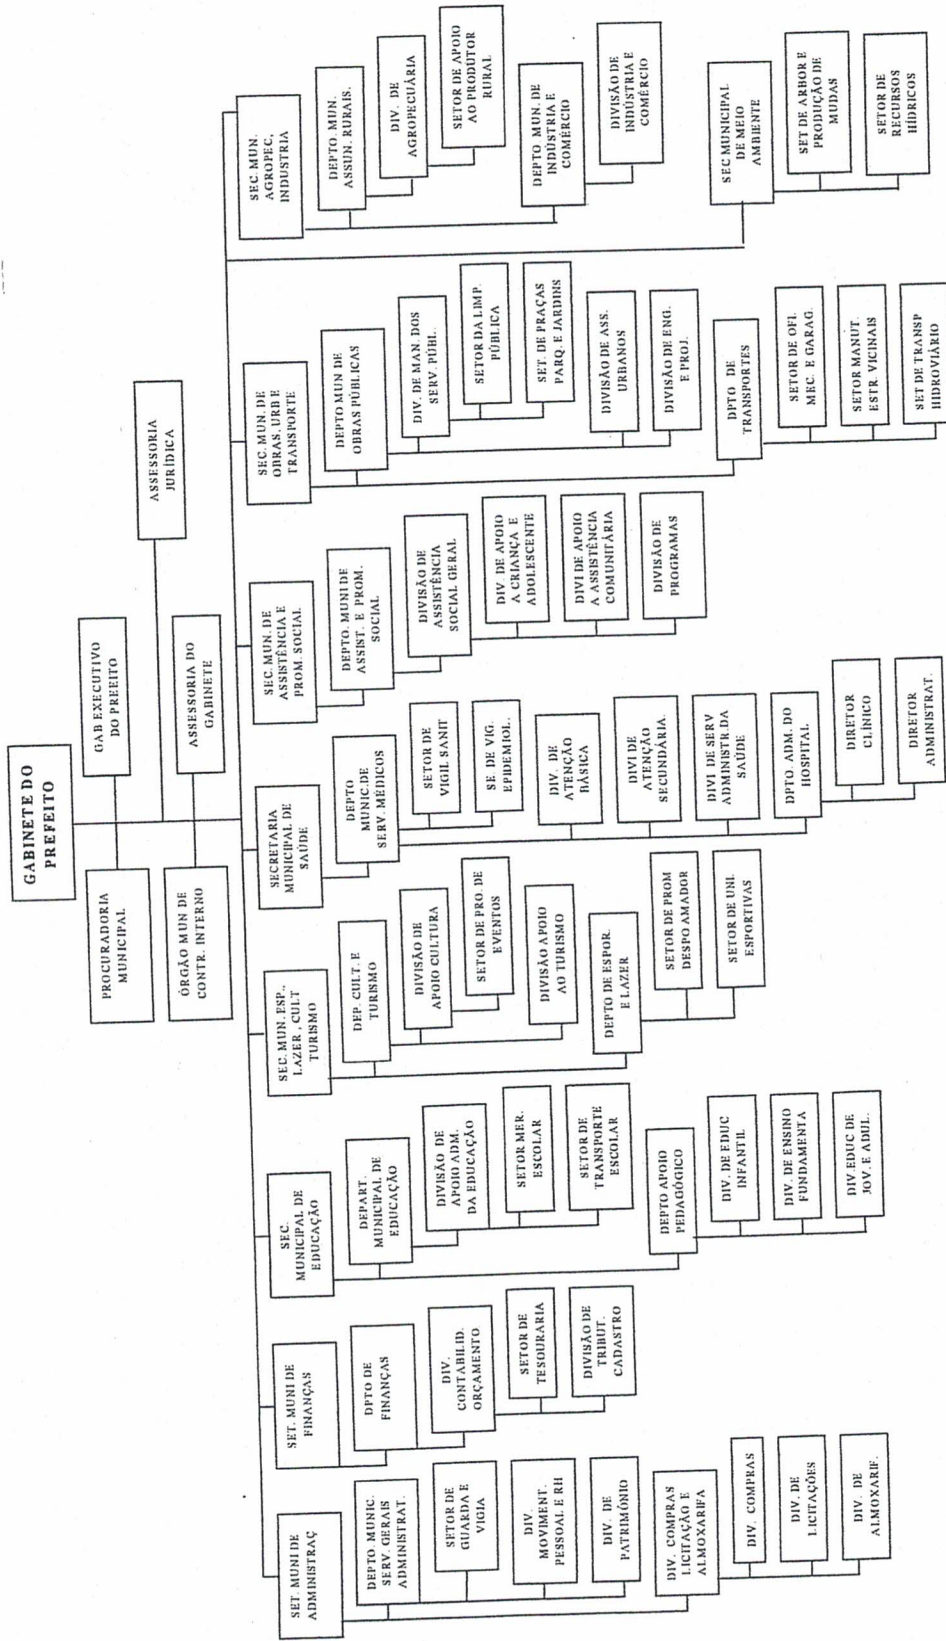 GABINETE DO
PREFEITO
PROCURADORIA
MUNICIPAL
GAB EXECUTIVO
DO PREEITO
ÓRGÃO MUN DE
CONTR. INTERNO
ASSESSORIA DO
GABINETE
ASSESSORIA
JURÍDICA
SET. MUNI DE
ADMINISTRAÇ
DEPTO. MUNIC.
SERV. GERAIS
ADMINISTRAT.
SETOR DE
GUARDA E
VIGIA
DIV.
MOVIMENT.
PESSOAL E RH
DIV. DE
PATRIMÔNIO
DIV. COMPRAS
LICITAÇÃO E
ALMOXARIFA
DIV. COMPRAS
DIV. DE
LICITAÇÕES
DIV. DE
ALMOXARIF.
SET. MUNI DE
FINANÇAS
DPTO DE
FINANÇAS
DIV.
CONTABILID.
ORÇAMENTO
SETOR DE
TESOURARIA
DIVISÃO DE
TRIBUT.
CADASTRO
SEC.
MUNICIPAL DE
EDUCAÇÃO
DEPART.
MUNICIPAL DE
EDUCAÇÃO
DIVISÃO DE
APOIO ADM.
DA EDUCAÇÃO
SETOR MER.
ESCOLAR
SETOR DE
TRANSPORTE
ESCOLAR
DEPTO APOIO
PEDAGÓGICO
DIV. DE EDUC
INFANTIL
DIV. DE ENSINO
FUNDAMENTA
DIV.EDUC DE
JOV. E ADUL.
SEC. MUN. ESP.,
LAZER , CULT
TURISMO
DEP. CULT. E
TURISMO
DIVISÃO DE
APOIO CULTURA
SETOR DE PRO. DE
EVENTOS
DIVISÃO APOIO
AO TURISMO
DEPTO DE ESPOR.
E LAZER
SETOR DE PROM
DESPO AMADOR
SETOR DE UNI.
ESPORTIVAS
SECRETARIA
MUNICIPAL DE
SAÚDE
DEPTO
MUNIC.DE
SERV. MÉDICOS
SETOR DE
VIGIL SANIT
SE. DE VIG.
EPIDEMIOL..
DIV. DE
ATENÇÃO
BÁSICA
DIVI DE
ATENÇÃO
SECUNDÁRIA.
DIVI DE SERV
ADMINISTR.DA
SAÚDE
DPTO. ADM. DO
HOSPITAL
DIRETOR
CLÍNICO
DIRETOR
ADMINISTRAT.
SEC. MUN. DE
ASSISTÊNCIA E
PROM. SOCIAL
DEPTO. MUNI DE
ASSIST. E PROM.
SOCIAL
DIVISÃO DE
ASSISTÊNCIA
SOCIAL GERAL
DIV. DE APOIO
A CRIANÇA E
ADOLESCENTE
DIVI DE APOIO
A ASSISTÊNCIA
COMUNITÁRIA
DIVISÃO DE
PROGRAMAS
SEC. MUN. DE
OBRAS. URB E
TRANSPORTE
DEPTO MUN DE
OBRAS PÚBLICAS
DIV. DE MAN. DOS
SERV. PÚBL.
SETOR DA LIMP.
PÚBLICA
SET. DE PRAÇAS
PARQ. E JARDINS
DIVISÃO DE ASS.
URBANOS
DIVISÃO DE ENG.
E PROJ.
DPTO DE
TRANSPORTES
SETOR DE OFI.
MEC. E GARAG.
SETOR MANUT.
ESTR. VICINAIS
SET DE TRANSP
HIDROVIÁRIO
SEC. MUN.
AGROPEC,
INDUSTRIA
DEPTO. MUN.
ASSUN. RURAIS.
DIV. DE
AGROPECUÁRIA
SETOR DE APOIO
AO PRODUTOR
RURAL
DEPTO MUN. DE
INDÚSTRIA E
COMÉRCIO
DIVISÃO DE
INDÚSTRIA E
COMÉRCIO
SEC MUNICIPAL
DE MEIO
AMBIENTE
SET DE ARBOR E
PRODUÇÃO DE
MUDAS
SETOR DE
RECURSOS
HÍDRICOS